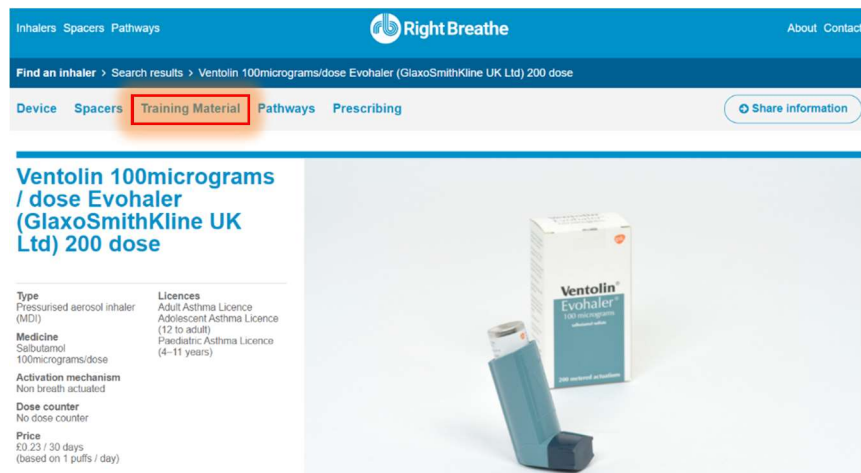 Inhalers Spacers Pathways
Right Breathe
About Contact
Find an inhaler > Search results > Ventolin 100micrograms/dose Evohaler (GlaxoSmithKline UK Ltd) 200 dose
Device Spacers Training Material Pathways Prescribing
Share information
Ventolin 100micrograms
/ dose Evohaler
(GlaxoSmithKline UK
Ltd) 200 dose
Type
Pressurised aerosol inhaler
(MDI)
Medicine
Salbutamol
100micrograms/dose
Activation mechanism
Non breath actuated
Dose counter
No dose counter
Price
£0.23 / 30 days
(based on 1 puffs / day)
Licences
Adult Asthma Licence
Adolescent Asthma Licence
(12 to adult)
Paediatric Asthma Licence
(4–11 years)
Ventolin®
Evohaler®
100 micrograms
salbutamol sulfate
200 metered actuations